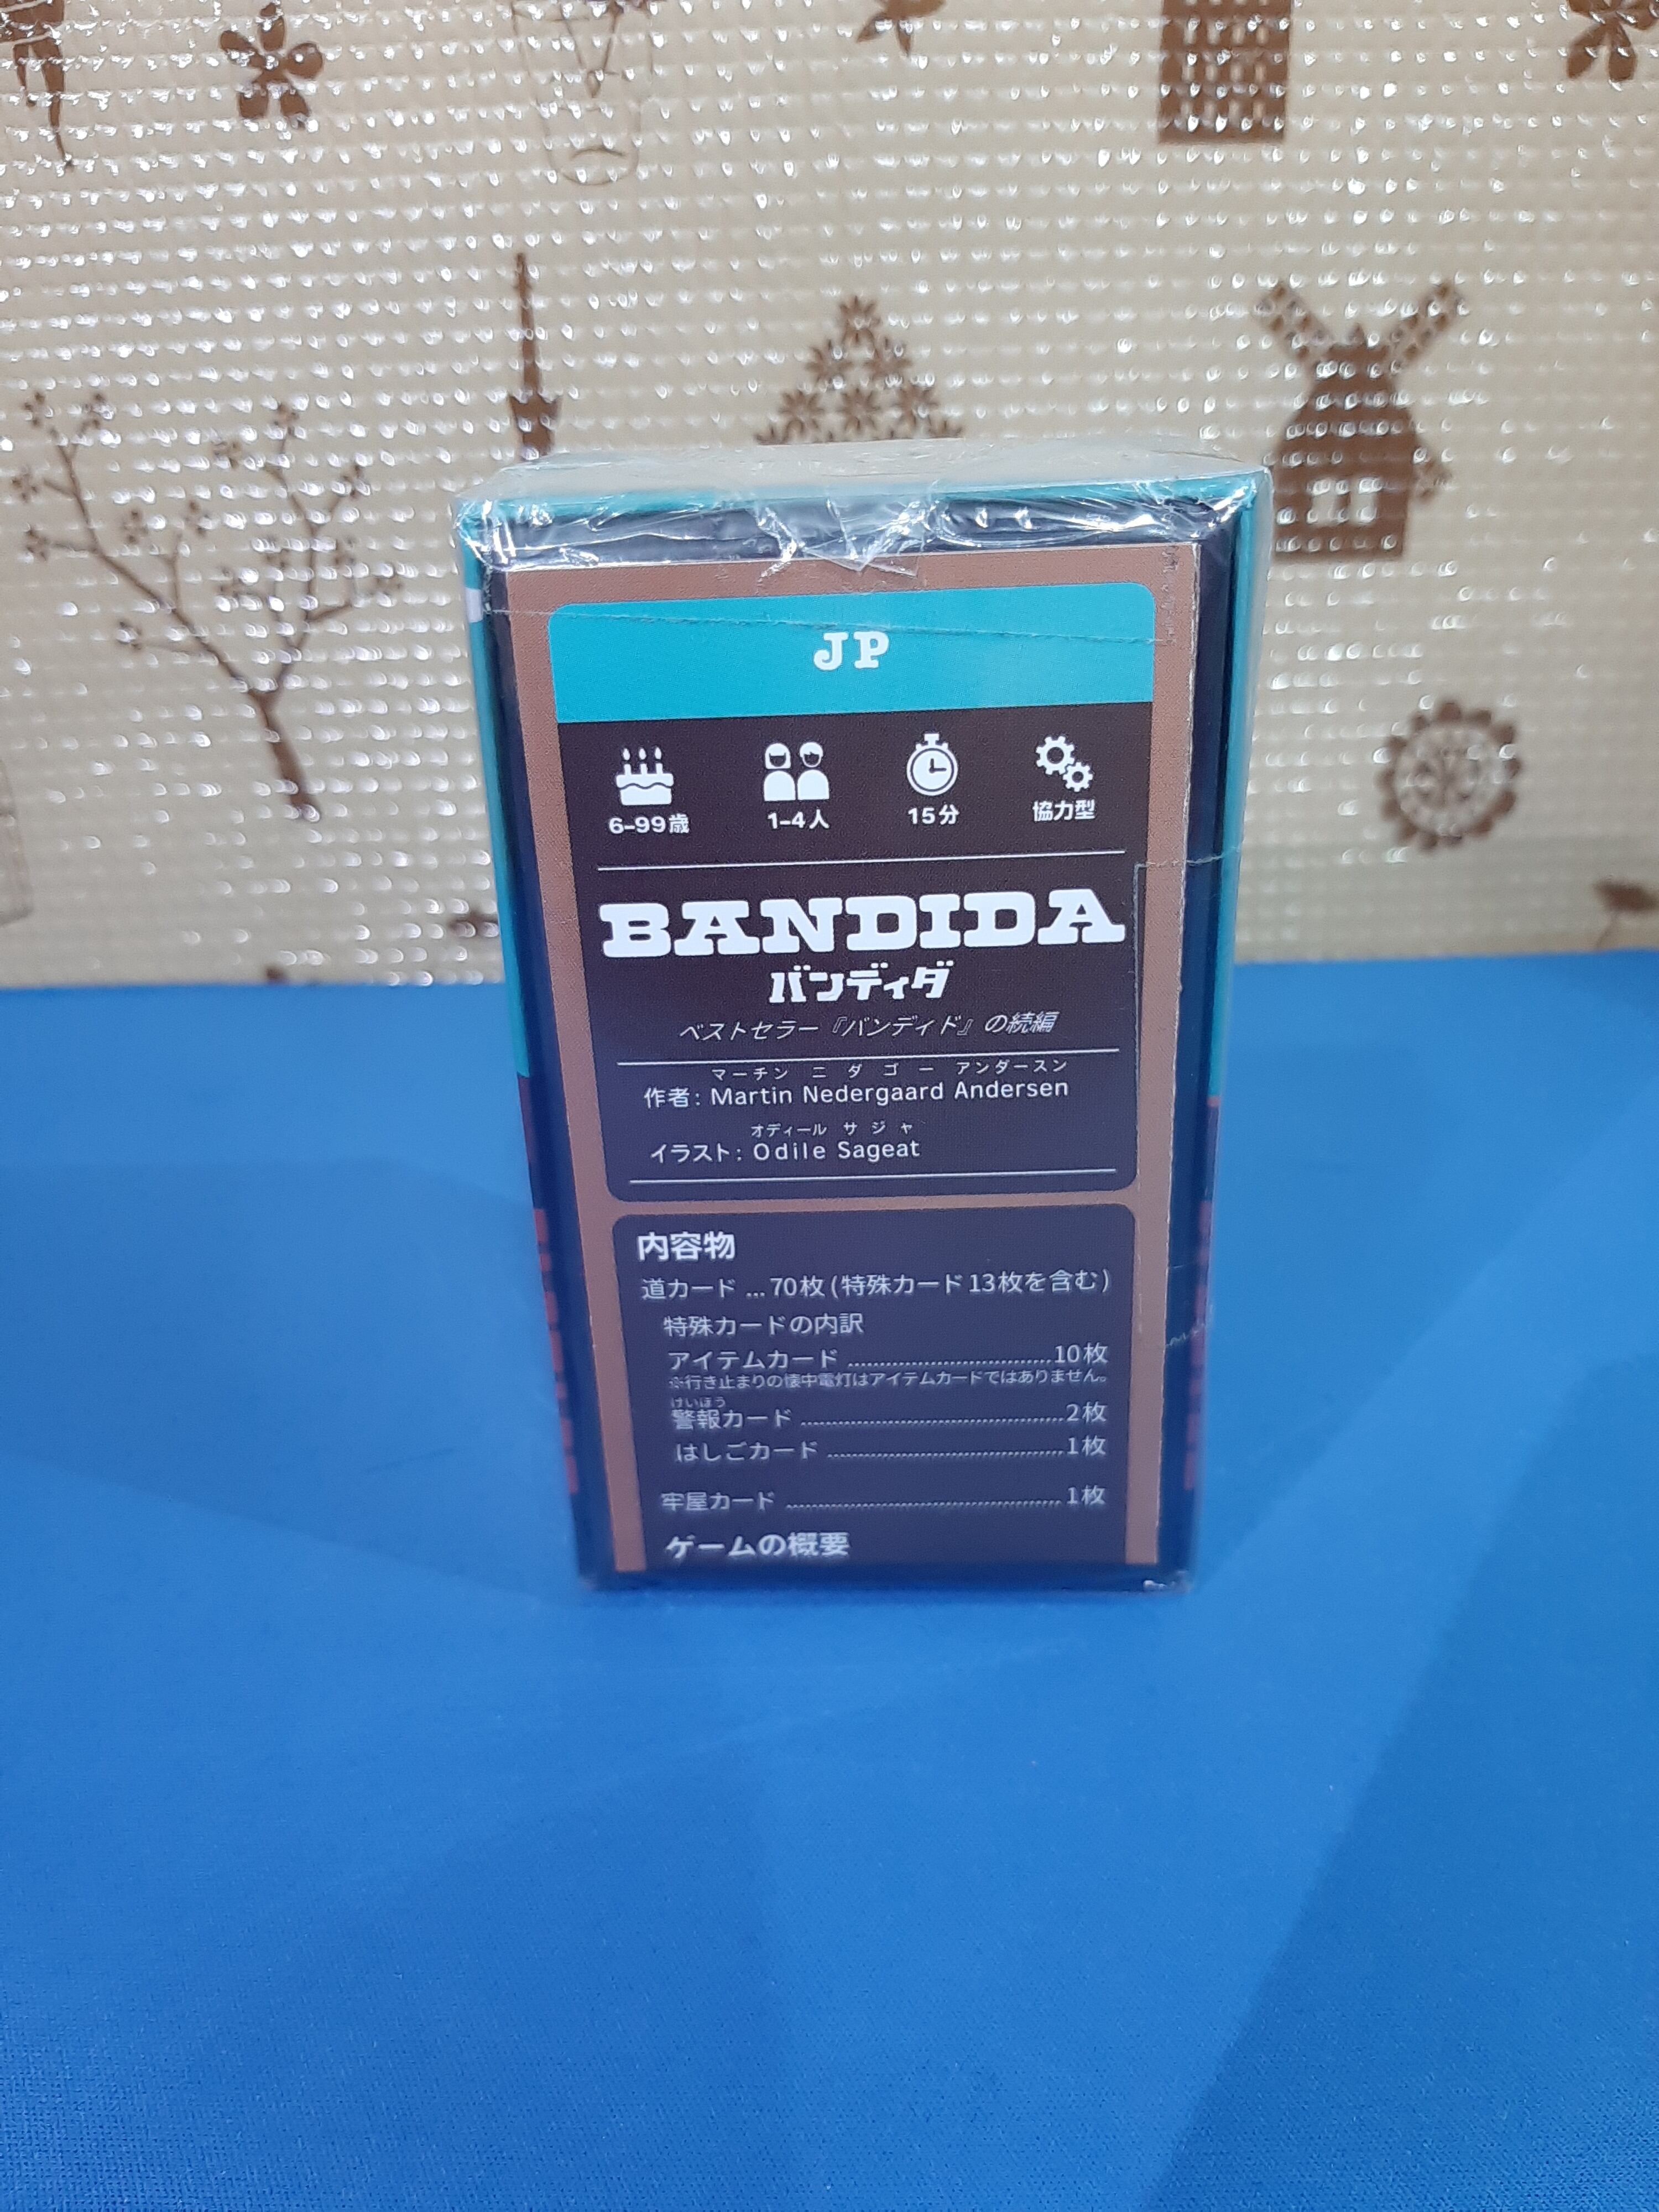 JP
6-99歳 1-4人 15分 協力型
BANDIDA
バンディダ
ベストセラー『バンディド』の続編
マーチン ニダゴー アンダースン
作者: Martin Nedergaard Andersen
オディール サジャ
イラスト: Odile Sageat
内容物
道カード ... 70枚 (特殊カード13枚を含む)
特殊カードの内訳
アイテムカード ........................................ 10枚
※行き止まりの懐中電灯はアイテムカードではありません。
けいほう
警報カード ........................................ 2枚
はしごカード ........................................ 1枚
牢屋カード ........................................ 1枚
ゲームの概要